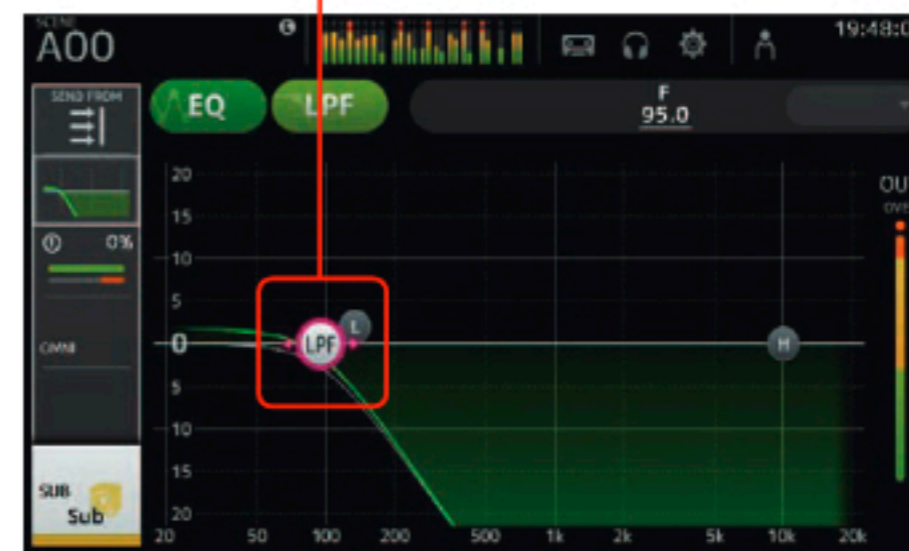 SCENE
A00
19:48:0
SEND FROM
EQ
LPF
F
95.0
0%
OMNI
SUB
Sub
OU
OVE
20
15
10
5
0
5
10
15
20
LPF
L
H
20 50 100 200 500 1k 2k 5k 10k 20k